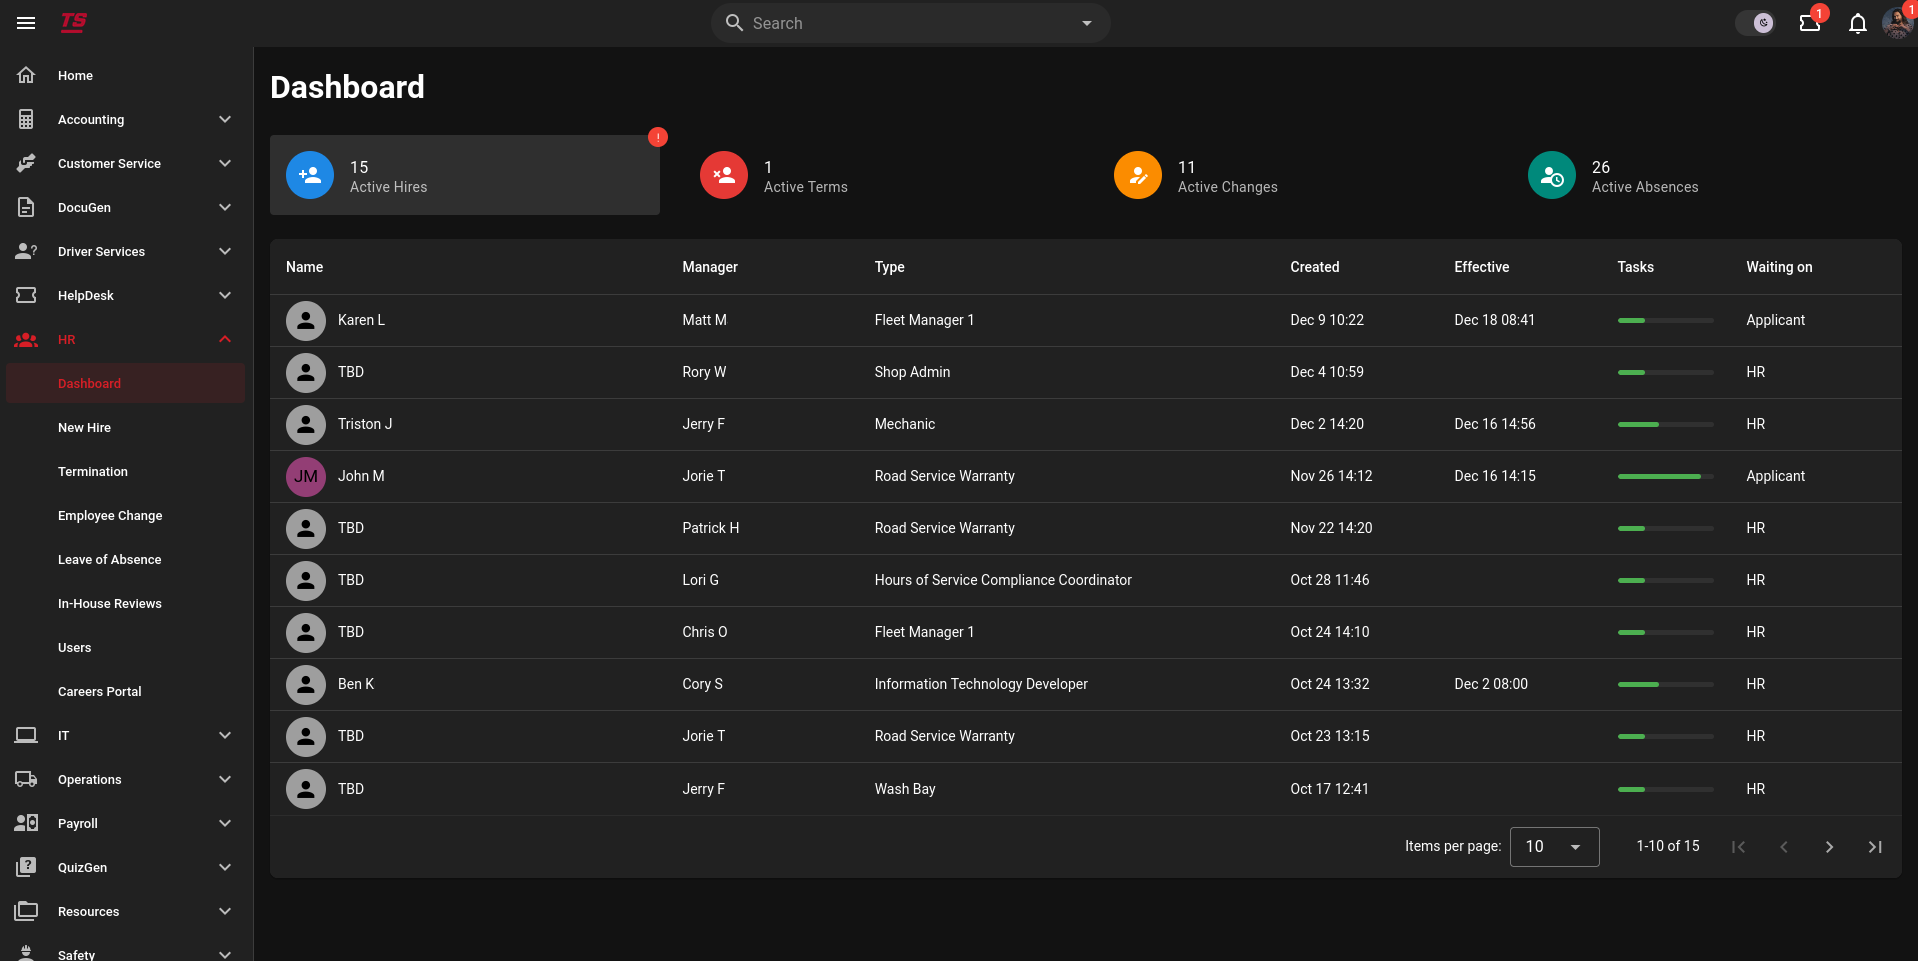 TS
Search
1
1
Home
Accounting
Customer Service
DocuGen
Driver Services
HelpDesk
HR
Dashboard
New Hire
Termination
Employee Change
Leave of Absence
In-House Reviews
Users
Careers Portal
IT
Operations
Payroll
QuizGen
Resources
Safety
Dashboard
!
15
Active Hires
1
Active Terms
11
Active Changes
26
Active Absences
Name Manager Type Created Effective Tasks Waiting on
Karen L Matt M Fleet Manager 1 Dec 9 10:22 Dec 18 08:41 Applicant
TBD Rory W Shop Admin Dec 4 10:59 HR
Triston J Jerry F Mechanic Dec 2 14:20 Dec 16 14:56 HR
JM John M Jorie T Road Service Warranty Nov 26 14:12 Dec 16 14:15 Applicant
TBD Patrick H Road Service Warranty Nov 22 14:20 HR
TBD Lori G Hours of Service Compliance Coordinator Oct 28 11:46 HR
TBD Chris O Fleet Manager 1 Oct 24 14:10 HR
Ben K Cory S Information Technology Developer Oct 24 13:32 Dec 2 08:00 HR
TBD Jorie T Road Service Warranty Oct 23 13:15 HR
TBD Jerry F Wash Bay Oct 17 12:41 HR
Items per page: 10 1-10 of 15